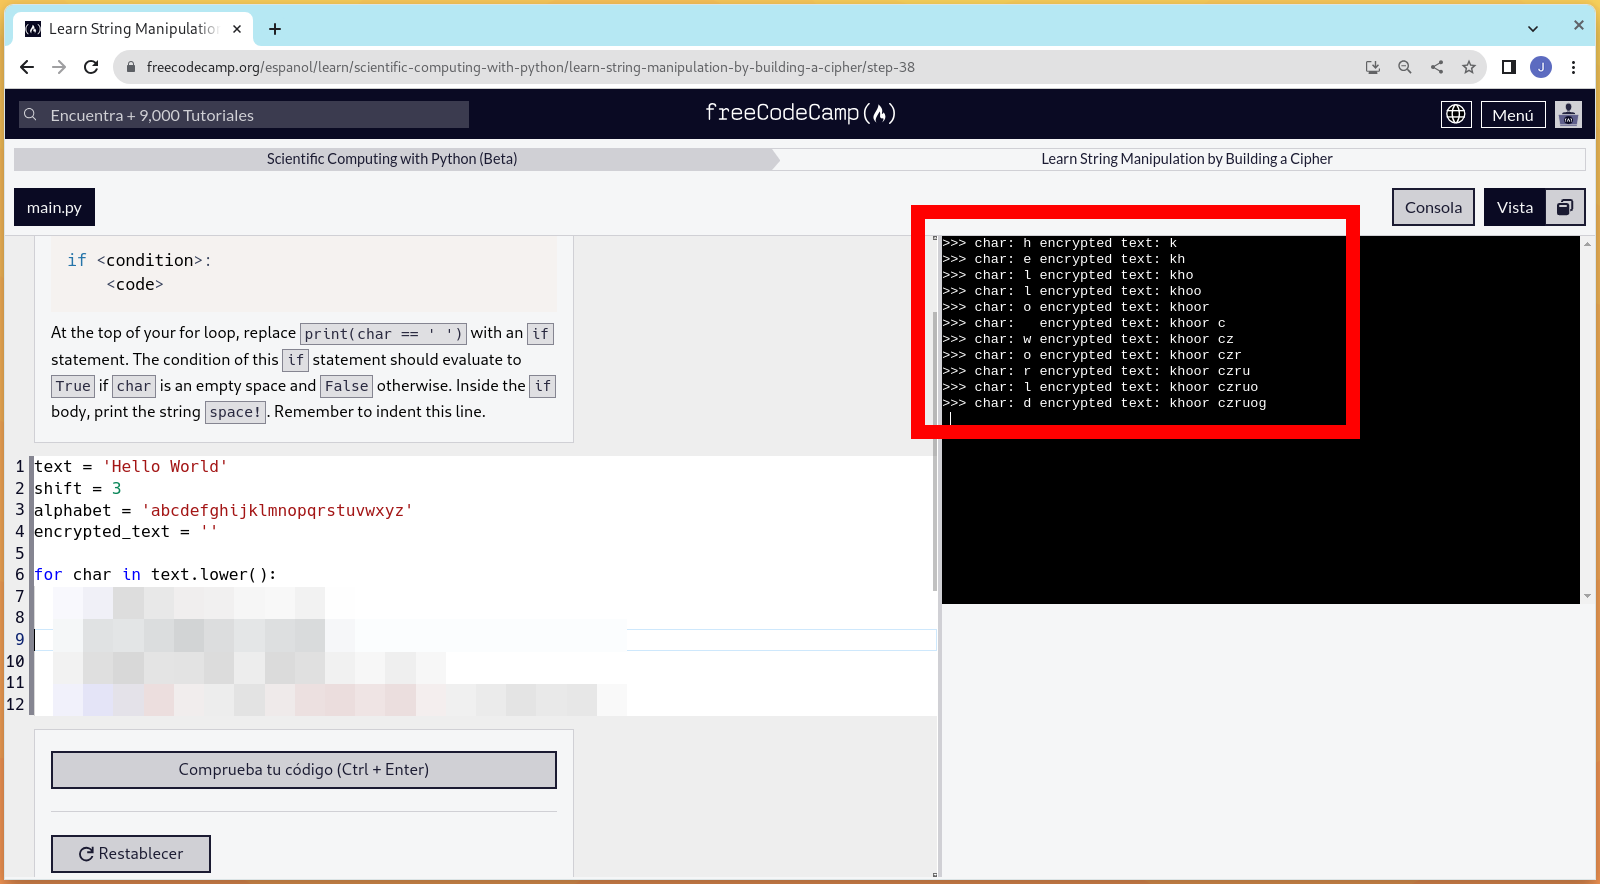 Learn String Manipulatio
freecodecamp.org/espanol/learn/scientific-computing-with-python/learn-string-manipulation-by-building-a-cipher/step-38
J
Encuentra + 9,000 Tutoriales
freeCodeCamp
Menú
Scientific Computing with Python (Beta)
Learn String Manipulation by Building a Cipher
main.py
Consola
Vista
if <condition>:
    <code>
At the top of your for loop, replace print(char == ' ') with an if
statement. The condition of this if statement should evaluate to
True if char is an empty space and False otherwise. Inside the if
body, print the string space!. Remember to indent this line.
1 text = 'Hello World'
2 shift = 3
3 alphabet = 'abcdefghijklmnopqrstuvwxyz'
4 encrypted_text = ''
5
6 for char in text.lower():
7
8
9
10
11
12
Comprueba tu código (Ctrl + Enter)
Restablecer
>>> char: h encrypted text: k
>>> char: e encrypted text: kh
>>> char: l encrypted text: kho
>>> char: l encrypted text: khoo
>>> char: o encrypted text: khoor
>>> char:   encrypted text: khoor c
>>> char: w encrypted text: khoor cz
>>> char: o encrypted text: khoor czr
>>> char: r encrypted text: khoor czru
>>> char: l encrypted text: khoor czruo
>>> char: d encrypted text: khoor czruog